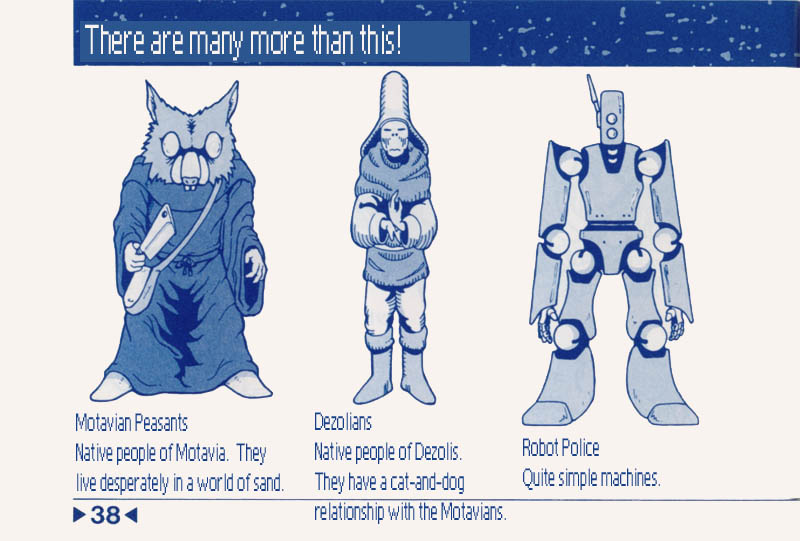 There are many more than this!
Motavian Peasants
Native people of Motavia. They
live desperately in a world of sand.
Dezolians
Native people of Dezolis.
They have a cat-and-dog
relationship with the Motavians.
Robot Police
Quite simple machines.
38